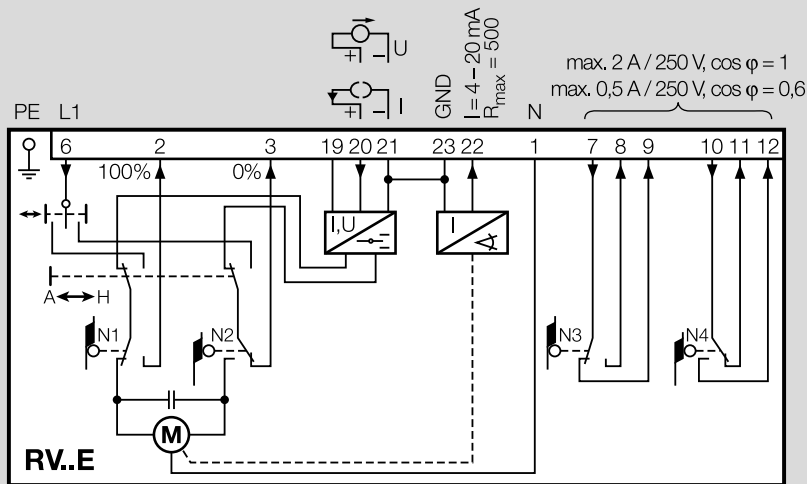 + – U
+ – I
GND
I = 4 – 20 mA
Rmax = 500
max. 2 A / 250 V, cos φ = 1
max. 0,5 A / 250 V, cos φ = 0,6
PE L1 N
6 2 3 19 20 21 23 22 1 7 8 9 10 11 12
100% 0%
I,U I
A H
N1 N2 N3 N4
M
RV..E